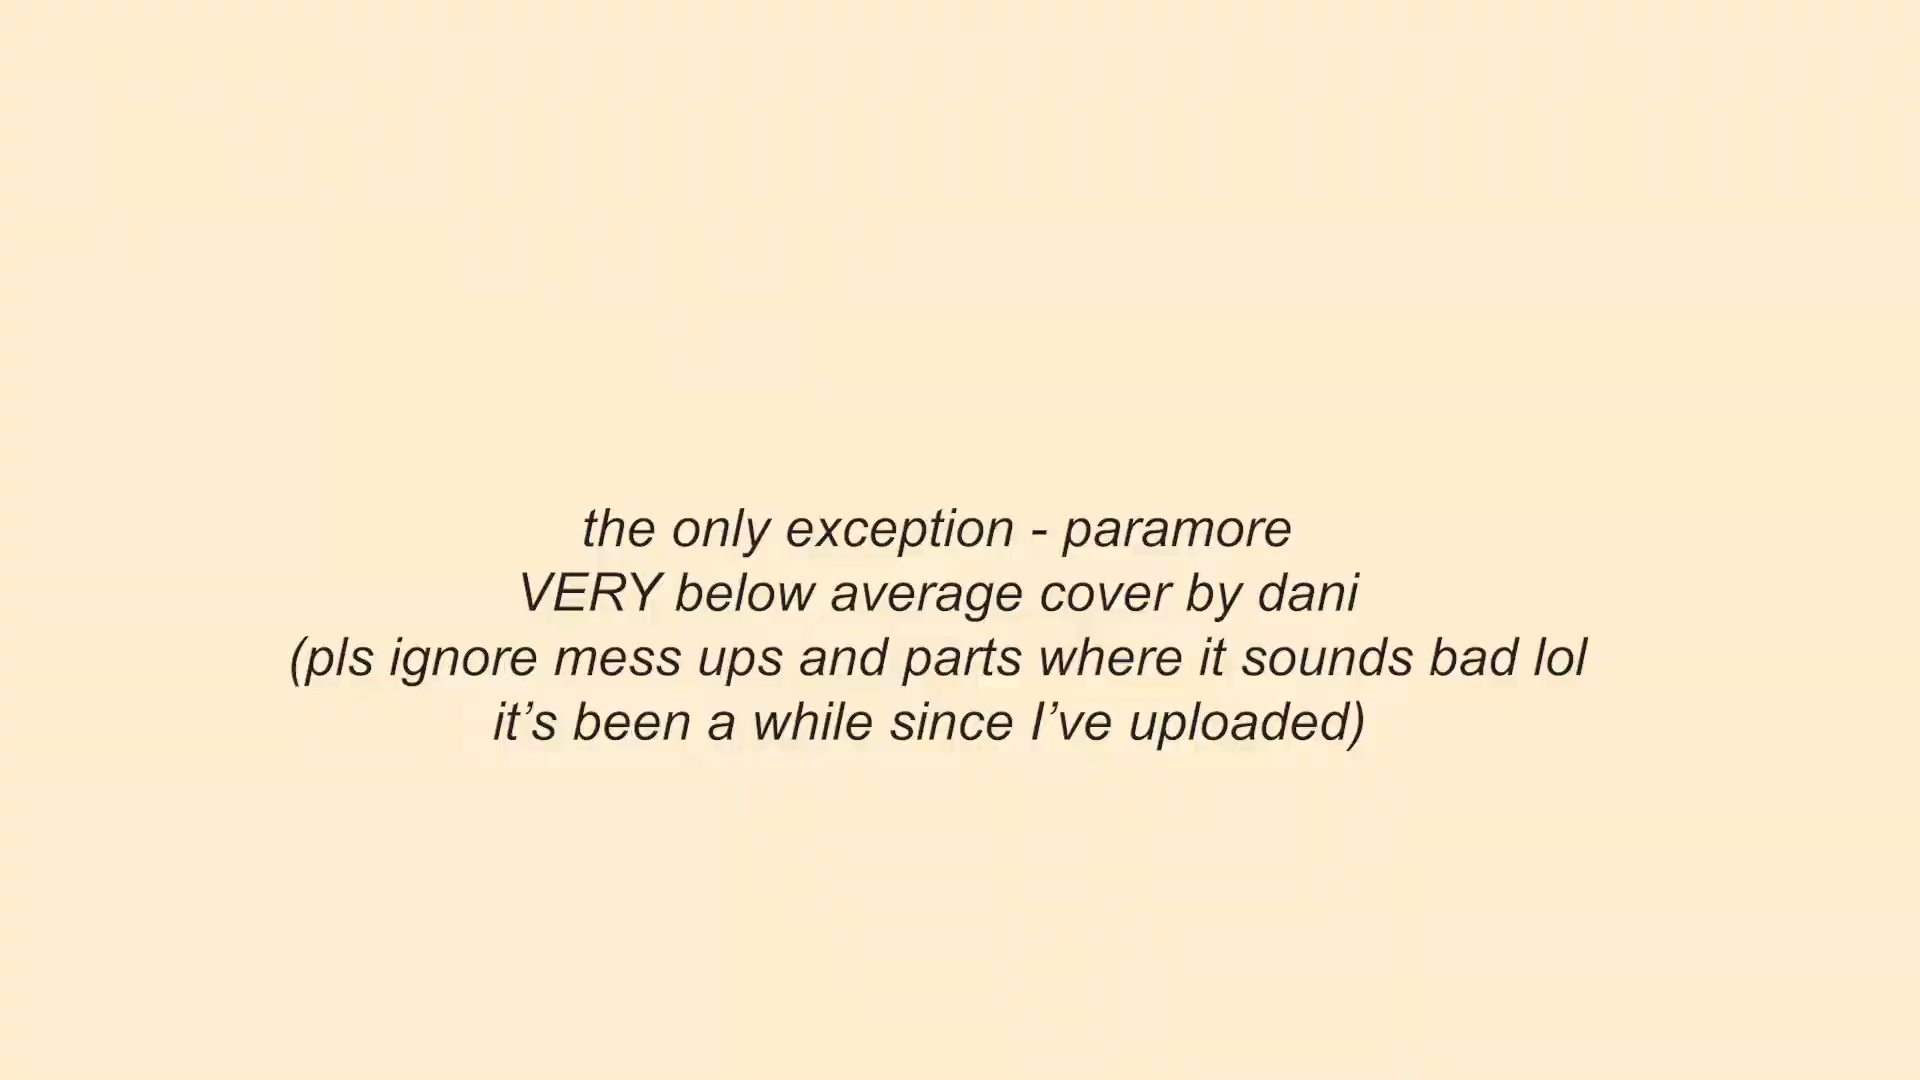 the only exception - paramore
VERY below average cover by dani
(pls ignore mess ups and parts where it sounds bad lol
it’s been a while since I’ve uploaded)